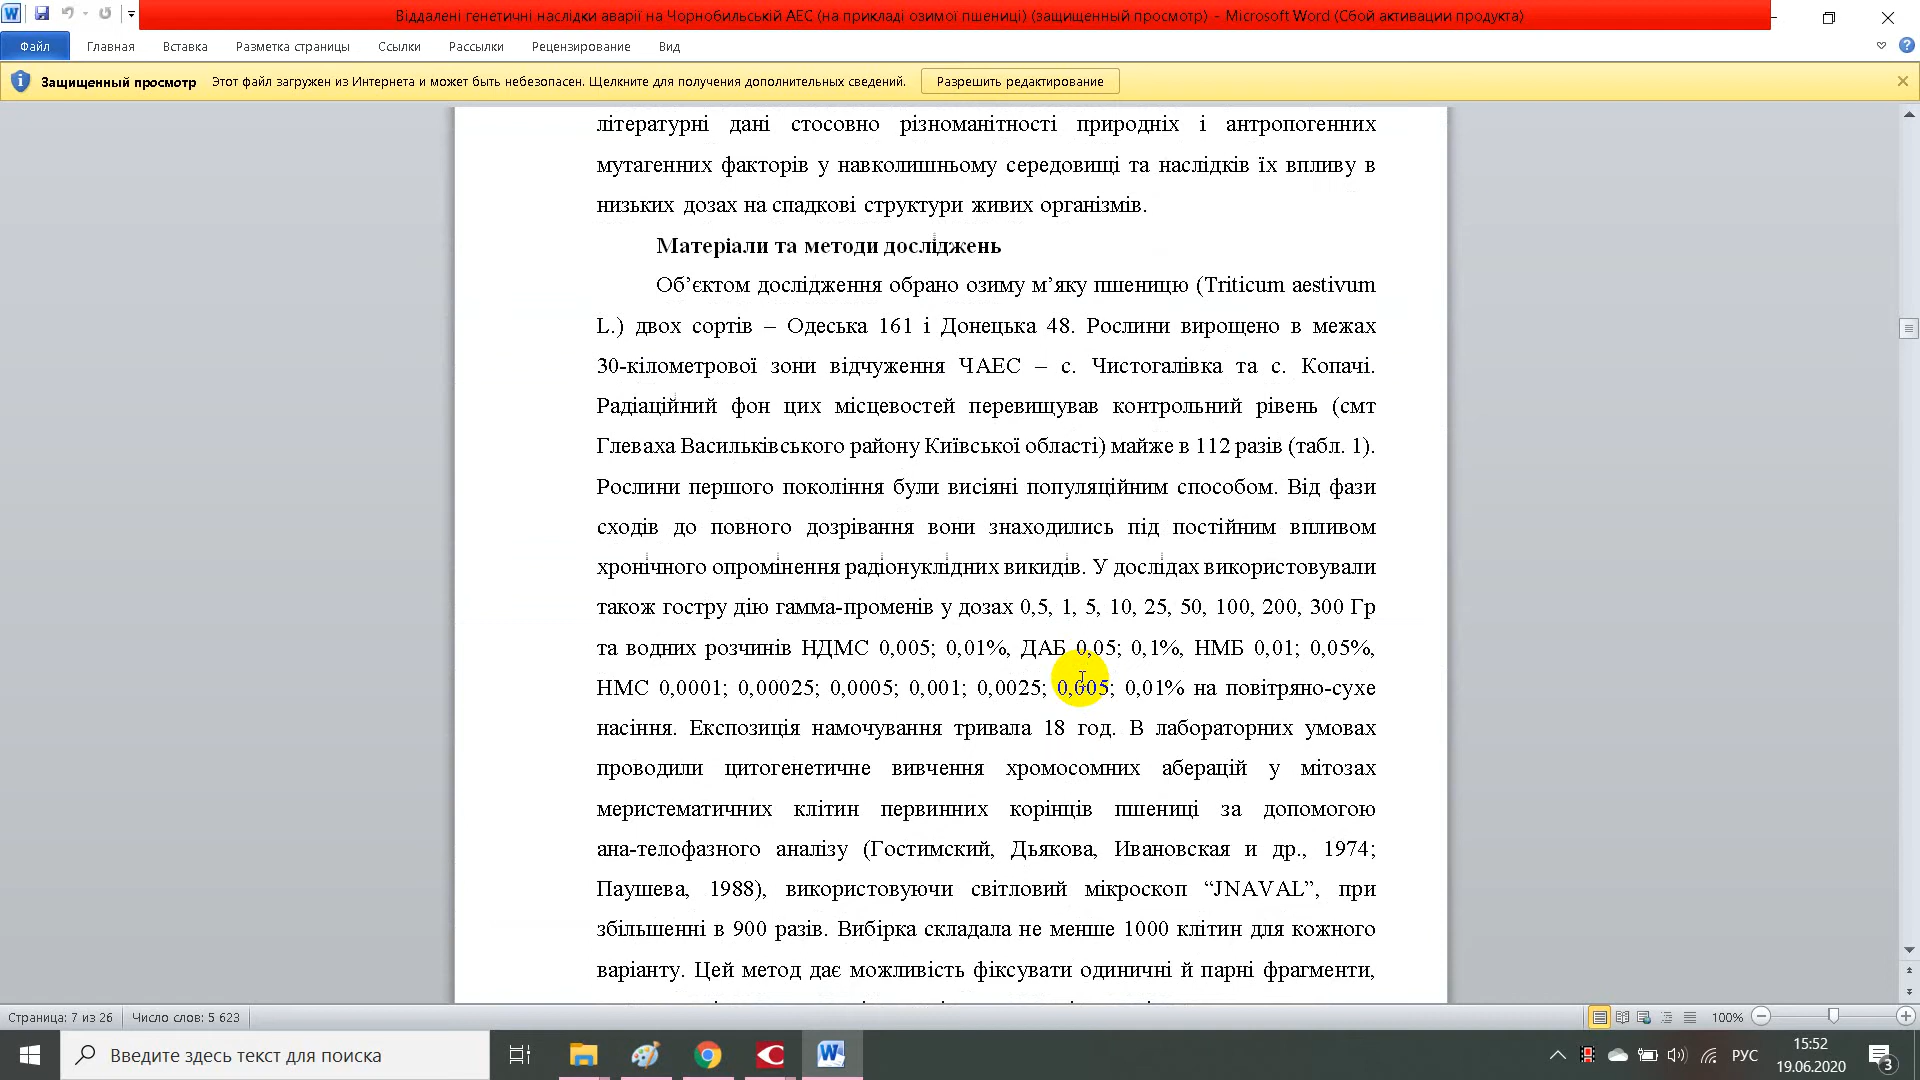 Віддалені генетичні наслідки аварії на Чорнобильській АЕС (на прикладі озимої пшениці) (защищенный просмотр) - Microsoft Word (Сбой активации продукта)
Файл Главная Вставка Разметка страницы Ссылки Рассылки Рецензирование Вид
Защищенный просмотр Этот файл загружен из Интернета и может быть небезопасен. Щелкните для получения дополнительных сведений. Разрешить редактирование
літературні дані стосовно різноманітності природніх і антропогенних
мутагенних факторів у навколишньому середовищі та наслідків їх впливу в
низьких дозах на спадкові структури живих організмів.
Матеріали та методи досліджень
Об’єктом дослідження обрано озиму м’яку пшеницю (Triticum aestivum
L.) двох сортів – Одеська 161 і Донецька 48. Рослини вирощено в межах
30-кілометрової зони відчуження ЧАЕС – с. Чистогалівка та с. Копачі.
Радіаційний фон цих місцевостей перевищував контрольний рівень (смт
Глеваха Васильківського району Київської області) майже в 112 разів (табл. 1).
Рослини першого покоління були висіяні популяційним способом. Від фази
сходів до повного дозрівання вони знаходились під постійним впливом
хронічного опромінення радіонуклідних викидів. У дослідах використовували
також гостру дію гамма-променів у дозах 0,5, 1, 5, 10, 25, 50, 100, 200, 300 Гр
та водних розчинів НДМС 0,005; 0,01%, ДАБ 0,05; 0,1%, НМБ 0,01; 0,05%,
НМС 0,0001; 0,00025; 0,0005; 0,001; 0,0025; 0,005; 0,01% на повітряно-сухе
насіння. Експозиція намочування тривала 18 год. В лабораторних умовах
проводили цитогенетичне вивчення хромосомних аберацій у мітозах
меристематичних клітин первинних корінців пшениці за допомогою
ана-телофазного аналізу (Гостимский, Дьякова, Ивановская и др., 1974;
Паушева, 1988), використовуючи світловий мікроскоп “JNAVAL”, при
збільшенні в 900 разів. Вибірка складала не менше 1000 клітин для кожного
варіанту. Цей метод дає можливість фіксувати одиничні й парні фрагменти,
Страница: 7 из 26 Число слов: 5 623 100%
Введите здесь текст для поиска
РУС
15:52
19.06.2020
3